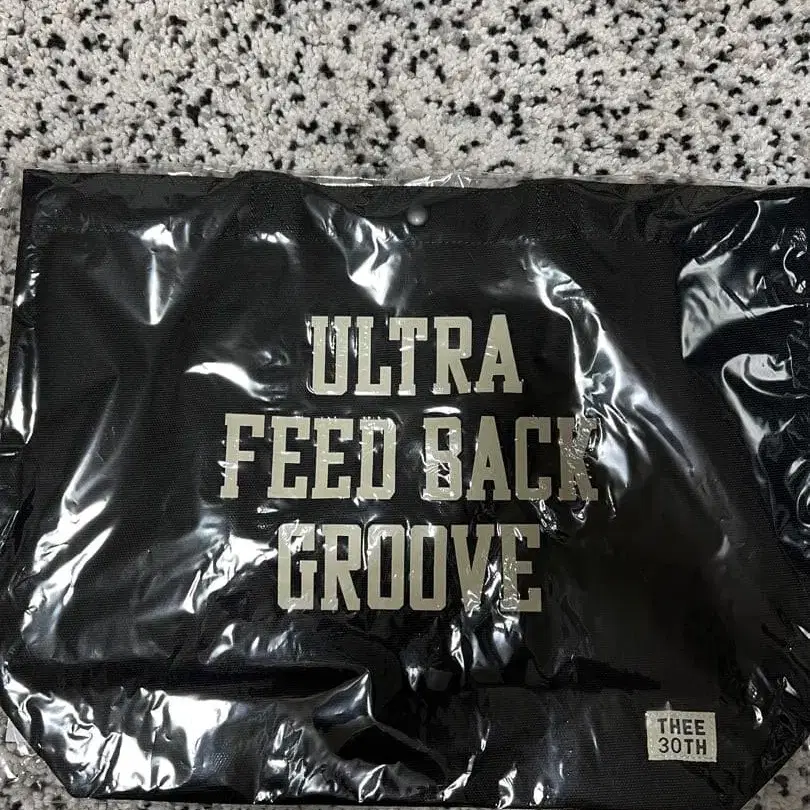 ULTRA
FEED BACK
GROOVE
THEE
30TH